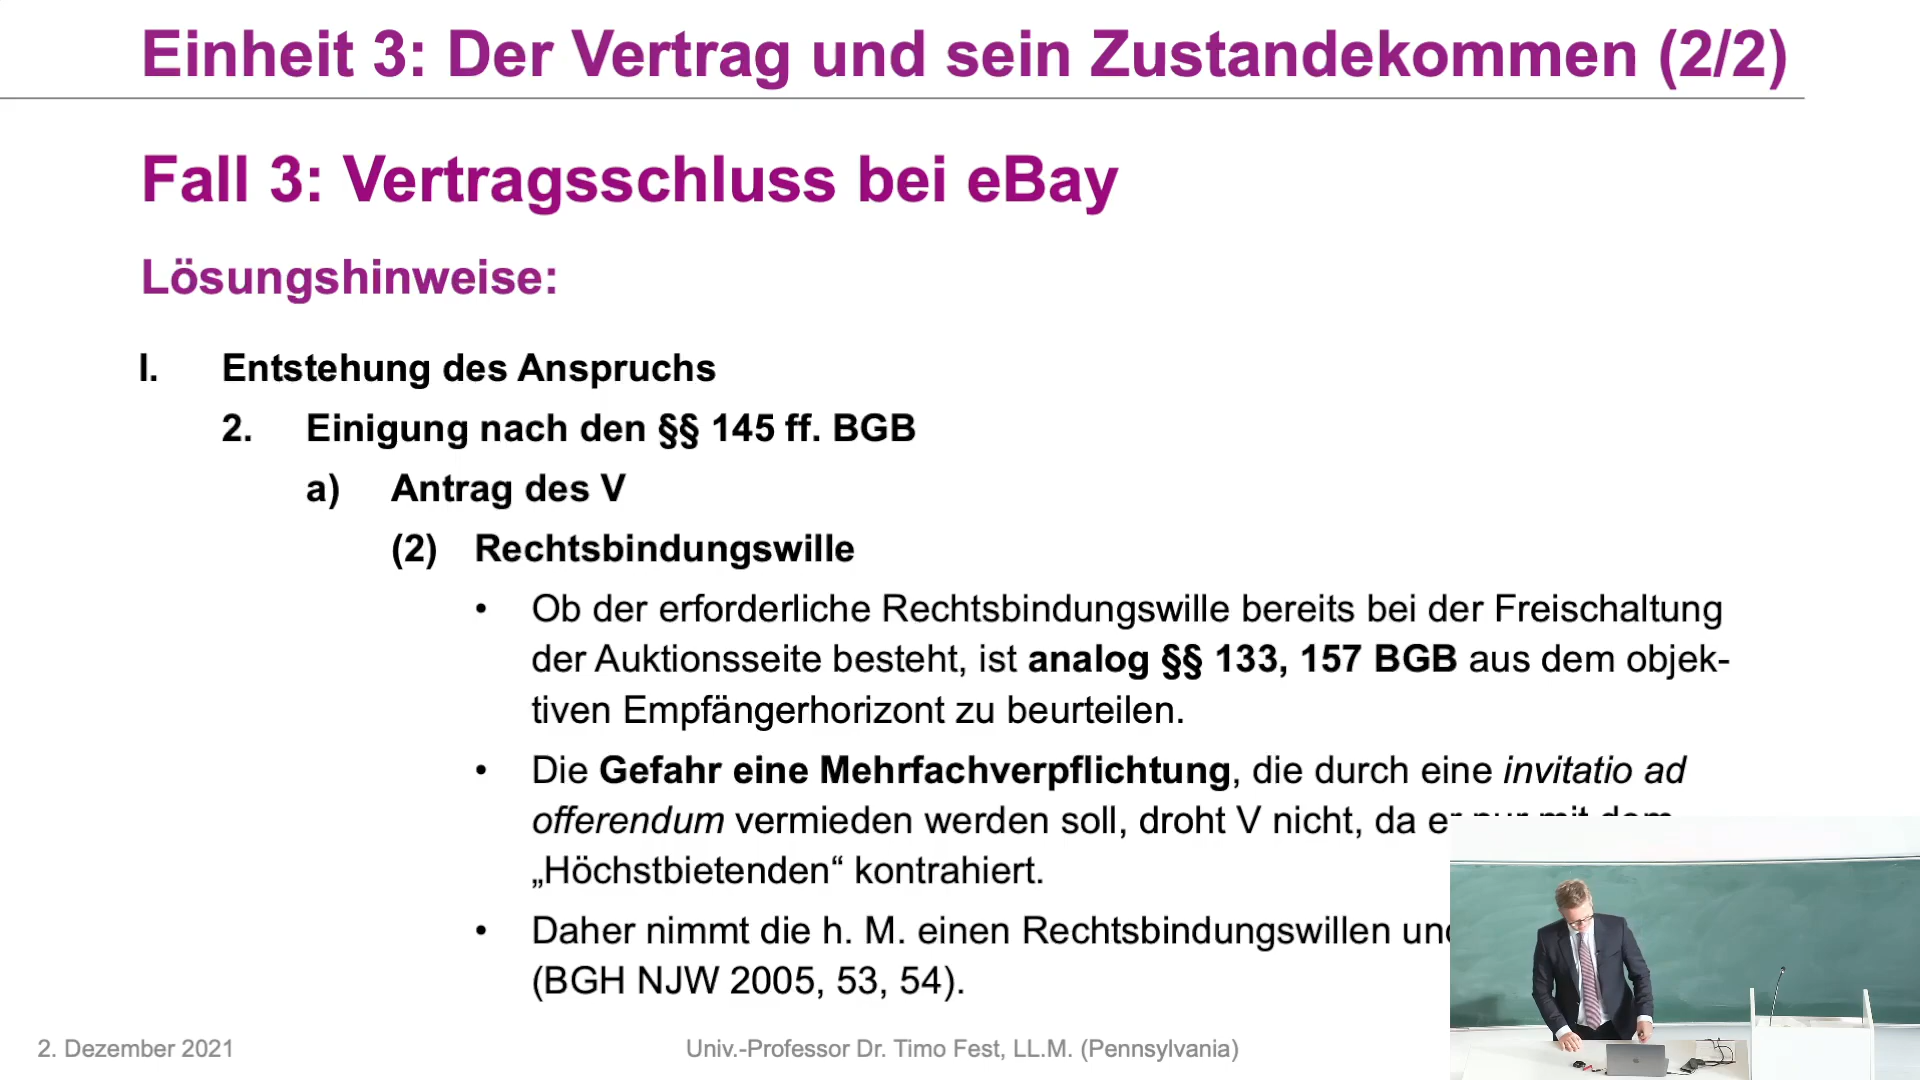 Einheit 3: Der Vertrag und sein Zustandekommen (2/2)
Fall 3: Vertragsschluss bei eBay
Lösungshinweise:
I. Entstehung des Anspruchs
2. Einigung nach den §§ 145 ff. BGB
a) Antrag des V
(2) Rechtsbindungswille
• Ob der erforderliche Rechtsbindungswille bereits bei der Freischaltung
der Auktionsseite besteht, ist analog §§ 133, 157 BGB aus dem objek-
tiven Empfängerhorizont zu beurteilen.
• Die Gefahr eine Mehrfachverpflichtung, die durch eine invitatio ad
offerendum vermieden werden soll, droht V nicht, da er nur mit dem
„Höchstbietenden“ kontrahiert.
• Daher nimmt die h. M. einen Rechtsbindungswillen
(BGH NJW 2005, 53, 54).
2. Dezember 2021
Univ.-Professor Dr. Timo Fest, LL.M. (Pennsylvania)